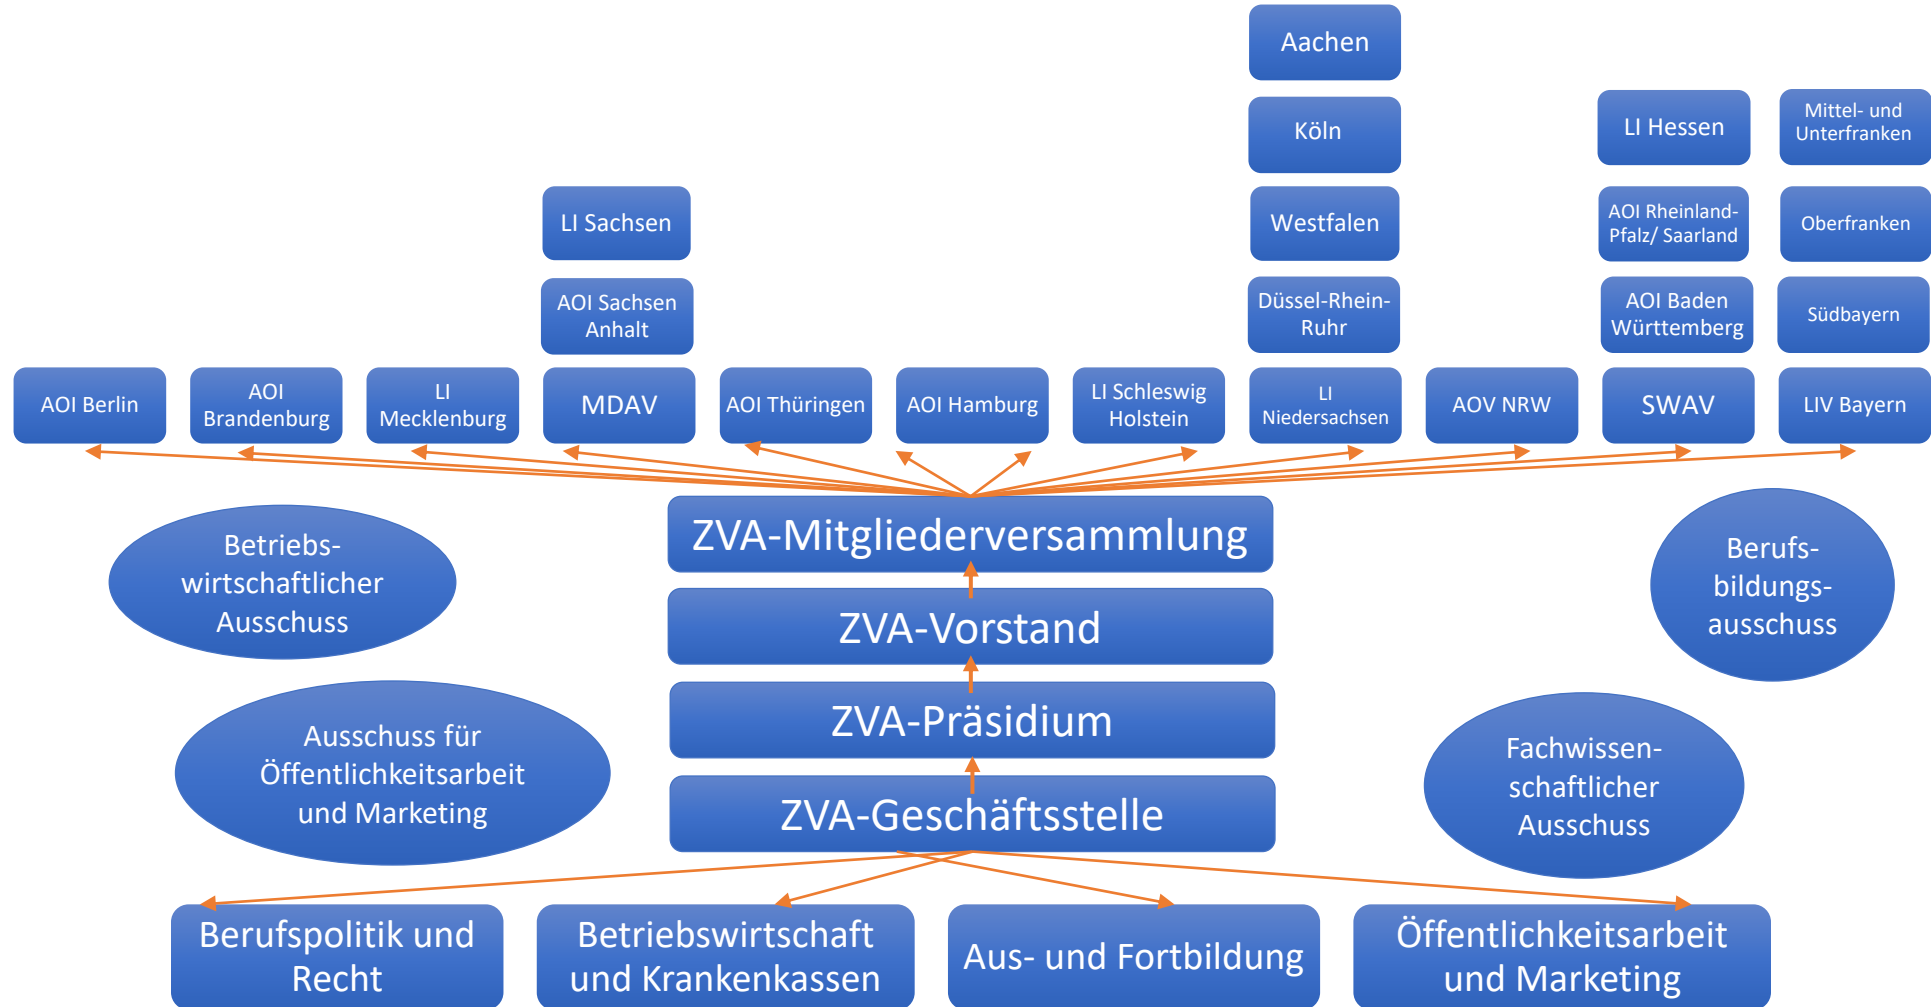 Aachen
Köln
LI Hessen
Mittel- und
Unterfranken
LI Sachsen
Westfalen
AOI Rheinland-
Pfalz/ Saarland
Oberfranken
AOI Sachsen
Anhalt
Düssel-Rhein-
Ruhr
AOI Baden
Württemberg
Südbayern
AOI Berlin
AOI
Brandenburg
LI
Mecklenburg
MDAV
AOI Thüringen
AOI Hamburg
LI Schleswig
Holstein
LI
Niedersachsen
AOV NRW
SWAV
LIV Bayern
ZVA-Mitgliederversammlung
Betriebs-
wirtschaftlicher
Ausschuss
Berufs-
bildungs-
ausschuss
ZVA-Vorstand
ZVA-Präsidium
Ausschuss für
Öffentlichkeitsarbeit
und Marketing
Fachwissen-
schaftlicher
Ausschuss
ZVA-Geschäftsstelle
Berufspolitik und
Recht
Betriebswirtschaft
und Krankenkassen
Aus- und Fortbildung
Öffentlichkeitsarbeit
und Marketing